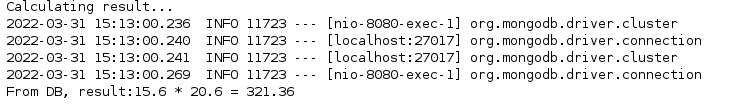 Calculating result...
2022-03-31 15:13:00.236  INFO 11723 --- [nio-8080-exec-1] org.mongodb.driver.cluster
2022-03-31 15:13:00.240  INFO 11723 --- [localhost:27017] org.mongodb.driver.connection
2022-03-31 15:13:00.241  INFO 11723 --- [localhost:27017] org.mongodb.driver.cluster
2022-03-31 15:13:00.269  INFO 11723 --- [nio-8080-exec-1] org.mongodb.driver.connection
From DB, result:15.6 * 20.6 = 321.36